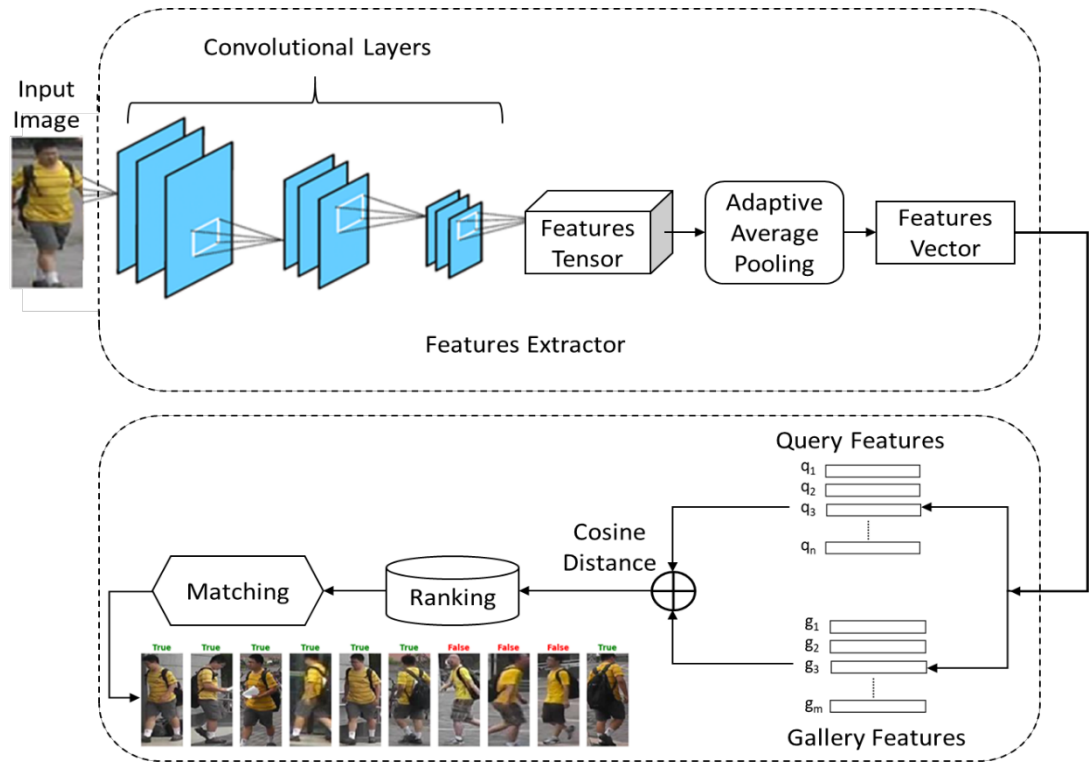 Convolutional Layers
Input
Image
Features
Tensor
Adaptive
Average
Pooling
Features
Vector
Features Extractor
Query Features
q1
q2
q3
qn
Cosine
Distance
Matching
Ranking
g1
g2
g3
gm
Gallery Features
True
True
True
True
True
True
False
False
False
True